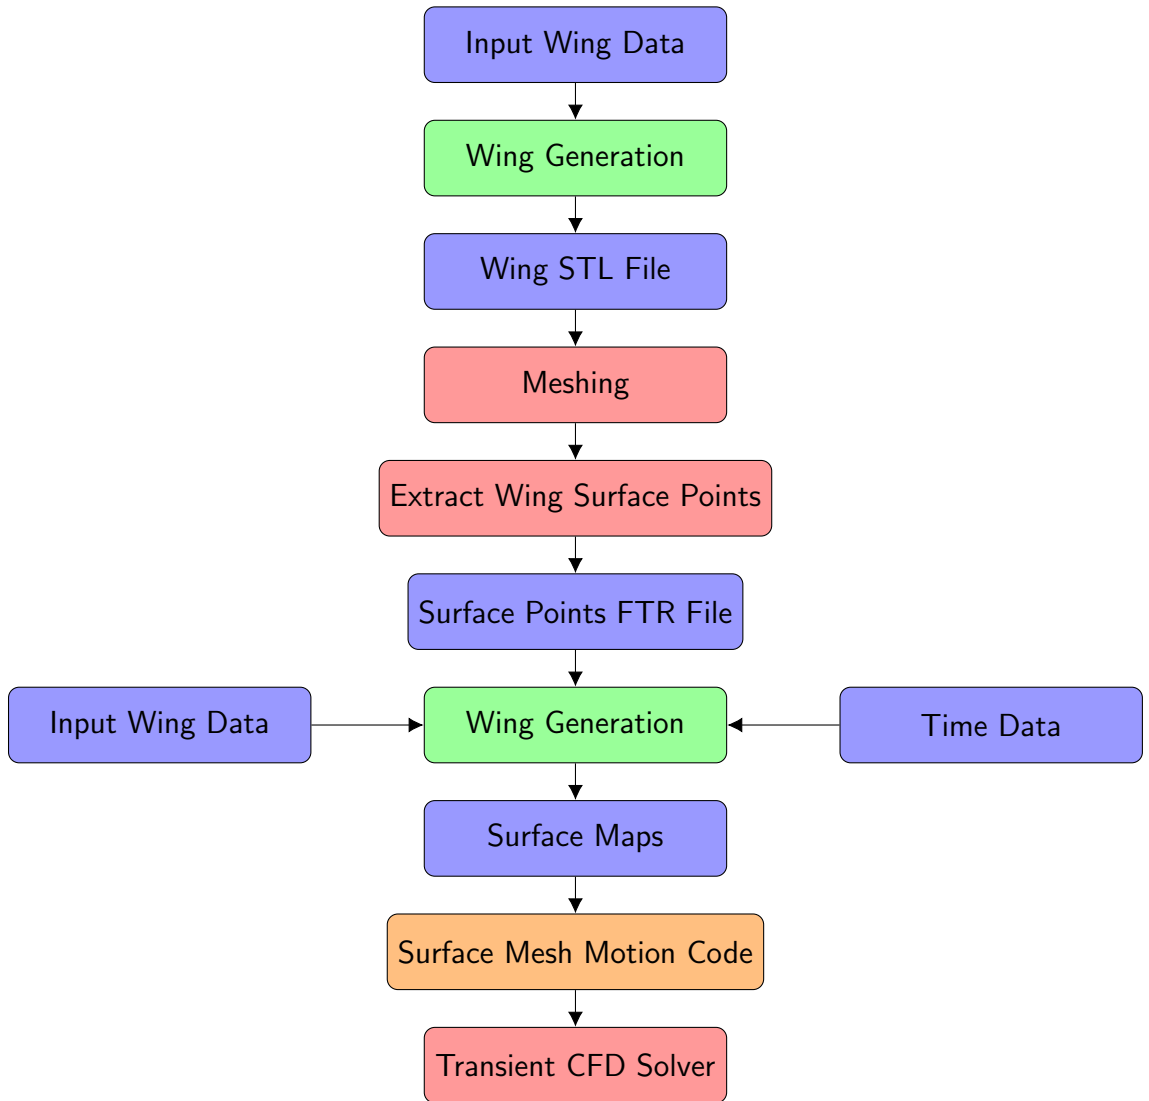 Input Wing Data
Wing Generation
Wing STL File
Meshing
Extract Wing Surface Points
Surface Points FTR File
Input Wing Data
Wing Generation
Time Data
Surface Maps
Surface Mesh Motion Code
Transient CFD Solver